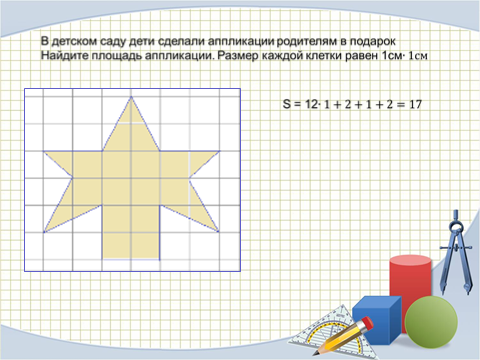 В детском саду дети сделали аппликации родителям в подарок
Найдите площадь аппликации. Размер каждой клетки равен 1см· 1см
S = 12· 1 + 2 + 1 + 2 = 17